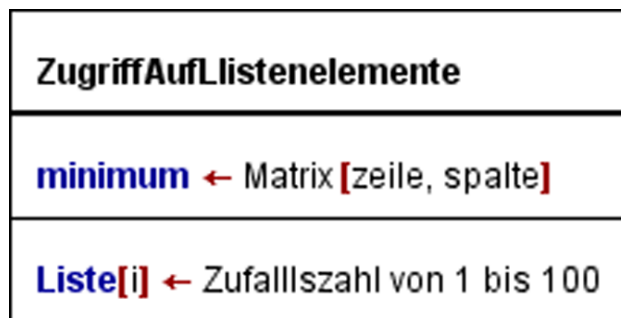 ZugriffAufLlistenelemente
minimum ← Matrix [zeile, spalte]
Liste[i] ← Zufalllszahl von 1 bis 100